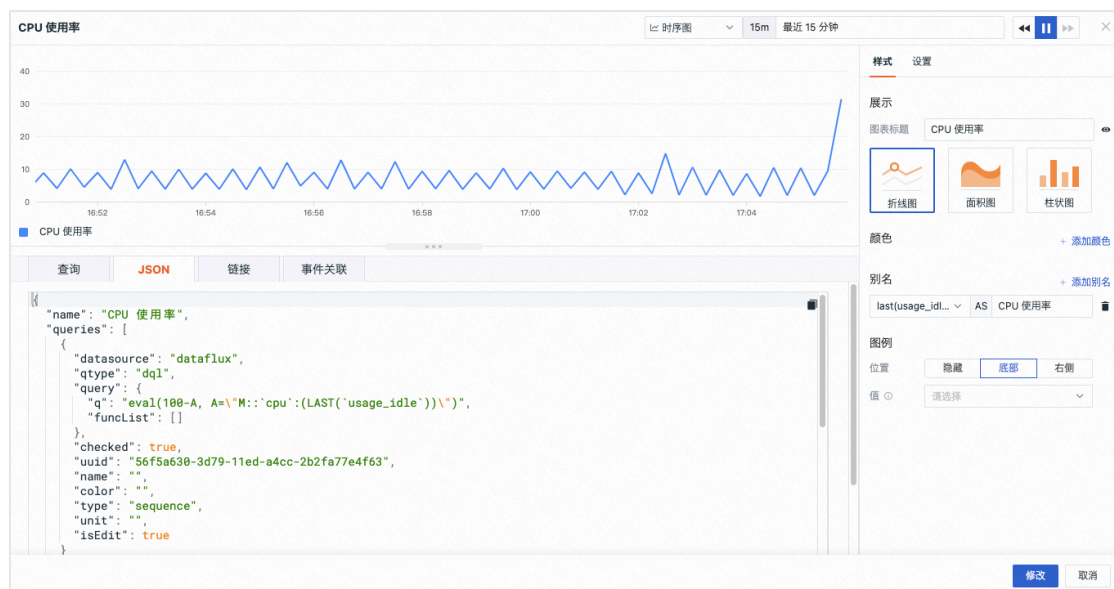 CPU 使用率
时序图
15m 最近 15 分钟
40
30
20
10
0
16:52 16:54 16:56 16:58 17:00 17:02 17:04
CPU 使用率
查询 JSON 链接 事件关联
{
"name": "CPU 使用率",
"queries": [
{
"datasource": "dataflux",
"qtype": "dql",
"query": {
"q": "eval(100-A, A=\"M::`cpu`:(LAST(`usage_idle`))\")",
"funcList": []
},
"checked": true,
"uuid": "56f5a630-3d79-11ed-a4cc-2b2fa77e4f63",
"name": "",
"color": "",
"type": "sequence",
"unit": "",
"isEdit": true
}
样式 设置
展示
图表标题 CPU 使用率
折线图 面积图 柱状图
颜色 + 添加颜色
别名 + 添加别名
last(usage_idl... AS CPU 使用率
图例
位置 隐藏 底部 右侧
值 请选择
修改 取消